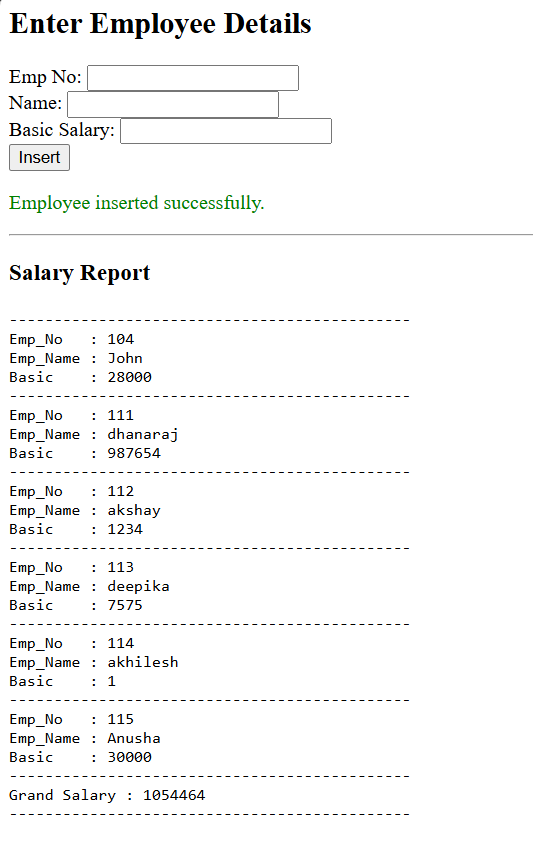 Enter Employee Details
Emp No:
Name:
Basic Salary:
Insert
Employee inserted successfully.
Salary Report
---------------------------------------------
Emp_No   : 104
Emp_Name : John
Basic    : 28000
---------------------------------------------
Emp_No   : 111
Emp_Name : dhanaraj
Basic    : 987654
---------------------------------------------
Emp_No   : 112
Emp_Name : akshay
Basic    : 1234
---------------------------------------------
Emp_No   : 113
Emp_Name : deepika
Basic    : 7575
---------------------------------------------
Emp_No   : 114
Emp_Name : akhilesh
Basic    : 1
---------------------------------------------
Emp_No   : 115
Emp_Name : Anusha
Basic    : 30000
---------------------------------------------
Grand Salary : 1054464
---------------------------------------------